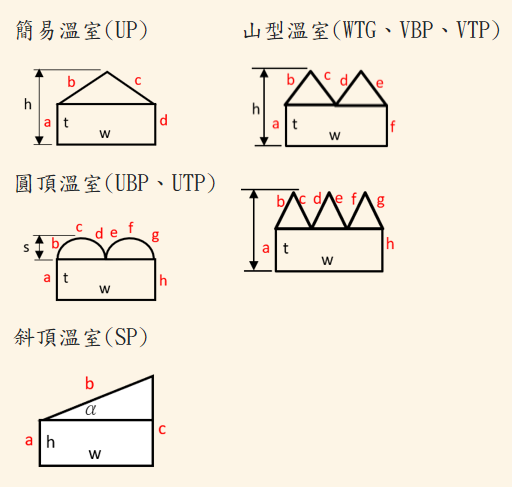 簡易溫室(UP)
b c
h a t d
w
山型溫室(WTG、VBP、VTP)
b c d e
h a t f
w
圓頂溫室(UBP、UTP)
c d e f
s b g
a t h
w
b c d e f g
a t h
w
斜頂溫室(SP)
b
α
a h c
w